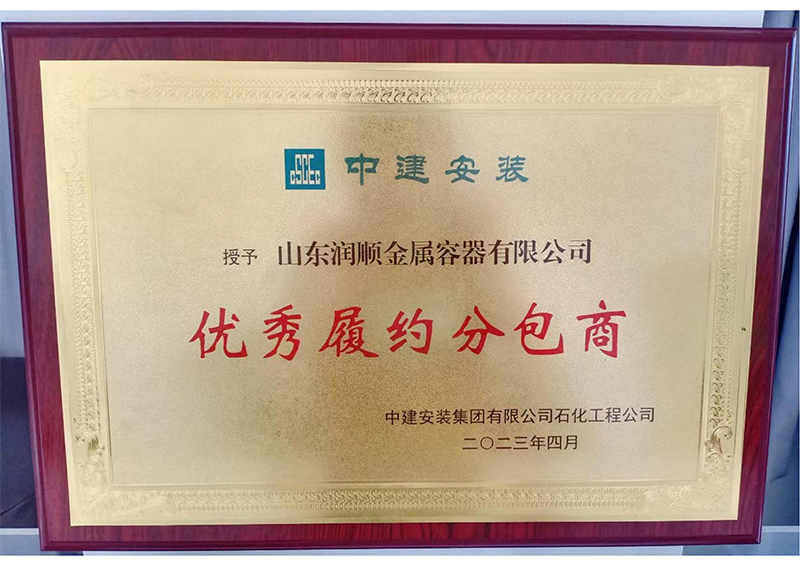 CSCEC 中建安装
授予 山东润顺金属容器有限公司
优秀履约分包商
中建安装集团有限公司石化工程公司
二〇二三年四月